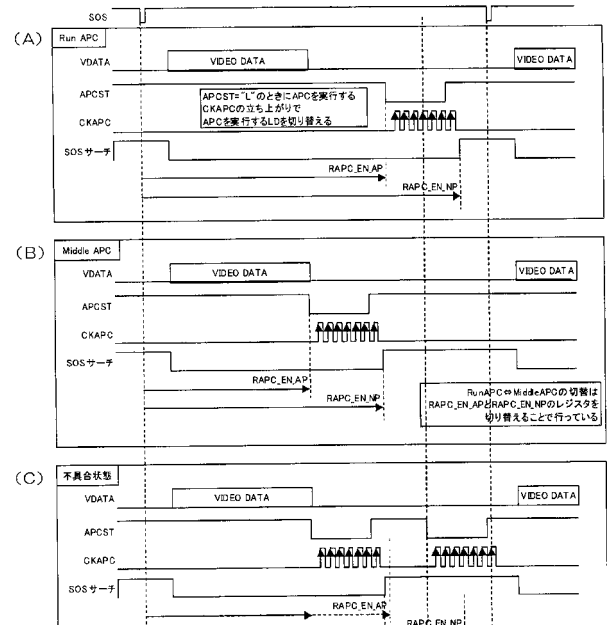 SOS
(A)
Run APC
VDATA
VIDEO DATA
VIDEO DATA
APCST
APCST="L"のときにAPCを実行する
CKAPCの立ち上がりで
APCを実行するLDを切り替える
CKAPC
SOSサーチ
RAPC_EN_AP
RAPC_EN_NP
(B)
Middle APC
VDATA
VIDEO DATA
VIDEO DATA
APCST
CKAPC
SOSサーチ
RAPC_EN_AP
RAPC_EN_NP
RunAPC⇔MiddleAPCの切替は
RAPC_EN_APとRAPC_EN_NPのレジスタを
切り替えることで行っている
(C)
不具合状態
VDATA
VIDEO DATA
VIDEO DATA
APCST
CKAPC
SOSサーチ
RAPC_EN_AP
RAPC_EN_NP